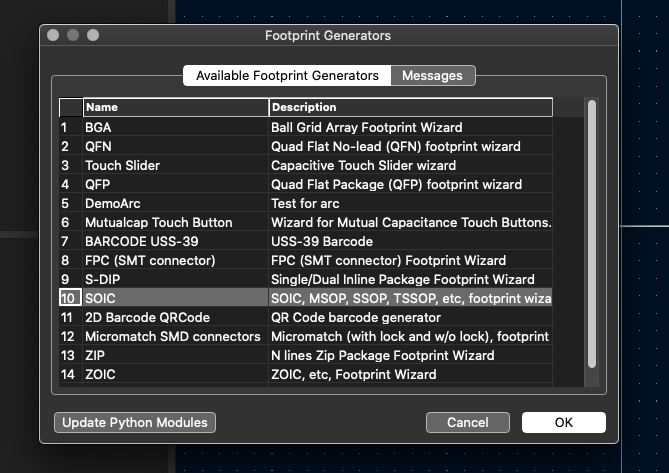 Footprint Generators
Available Footprint Generators Messages
Name Description
1 BGA Ball Grid Array Footprint Wizard
2 QFN Quad Flat No-lead (QFN) footprint wizard
3 Touch Slider Capacitive Touch Slider wizard
4 QFP Quad Flat Package (QFP) footprint wizard
5 DemoArc Test for arc
6 Mutualcap Touch Button Wizard for Mutual Capacitance Touch Buttons.
7 BARCODE USS-39 USS-39 Barcode
8 FPC (SMT connector) FPC (SMT connector) Footprint Wizard
9 S-DIP Single/Dual Inline Package Footprint Wizard
10 SOIC SOIC, MSOP, SSOP, TSSOP, etc, footprint wiza
11 2D Barcode QRCode QR Code barcode generator
12 Micromatch SMD connectors Micromatch (with lock and w/o lock), footprint
13 ZIP N lines Zip Package Footprint Wizard
14 ZOIC ZOIC, etc, Footprint Wizard
Update Python Modules Cancel OK